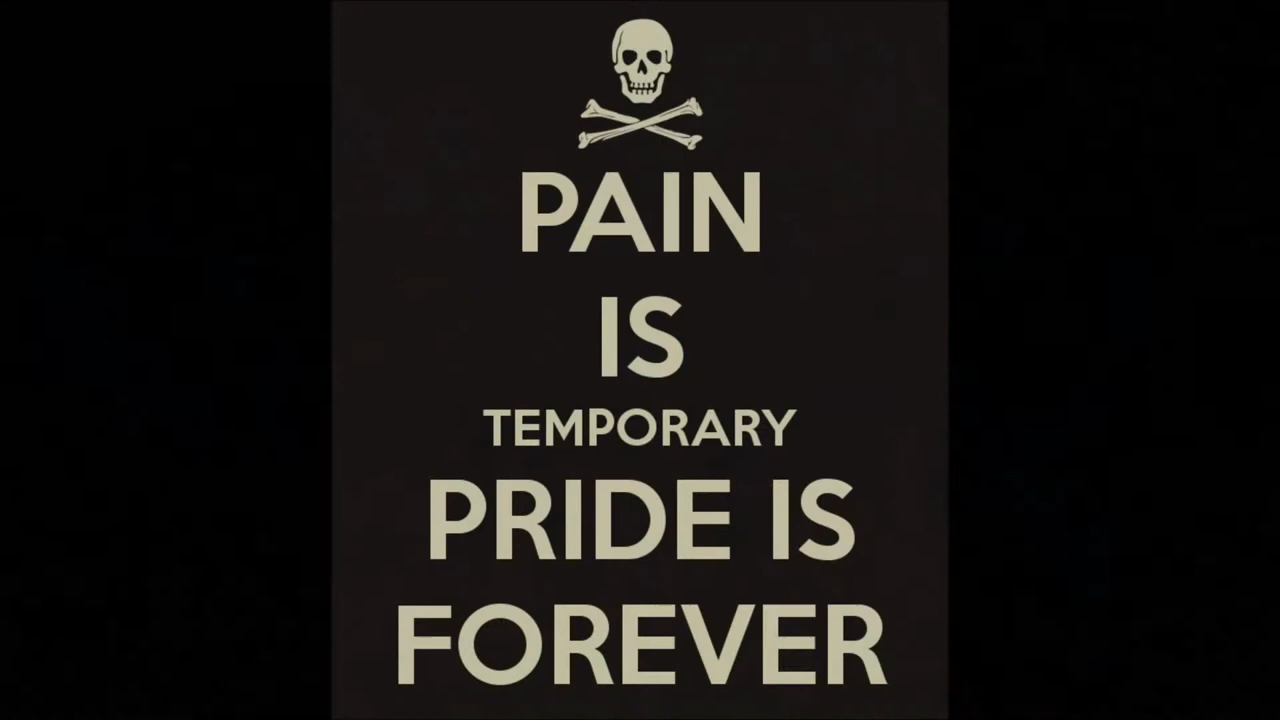 PAIN
IS
TEMPORARY
PRIDE IS
FOREVER